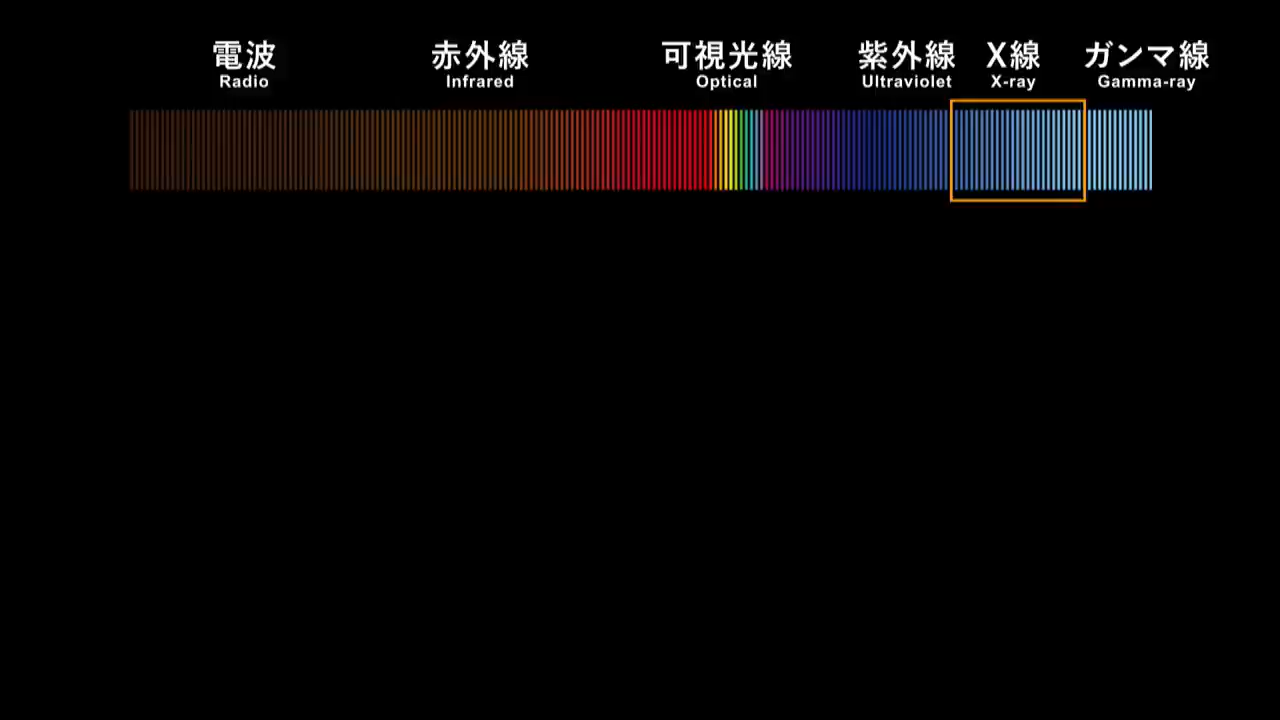 電波
Radio
赤外線
Infrared
可視光線
Optical
紫外線
Ultraviolet
X線
X-ray
ガンマ線
Gamma-ray